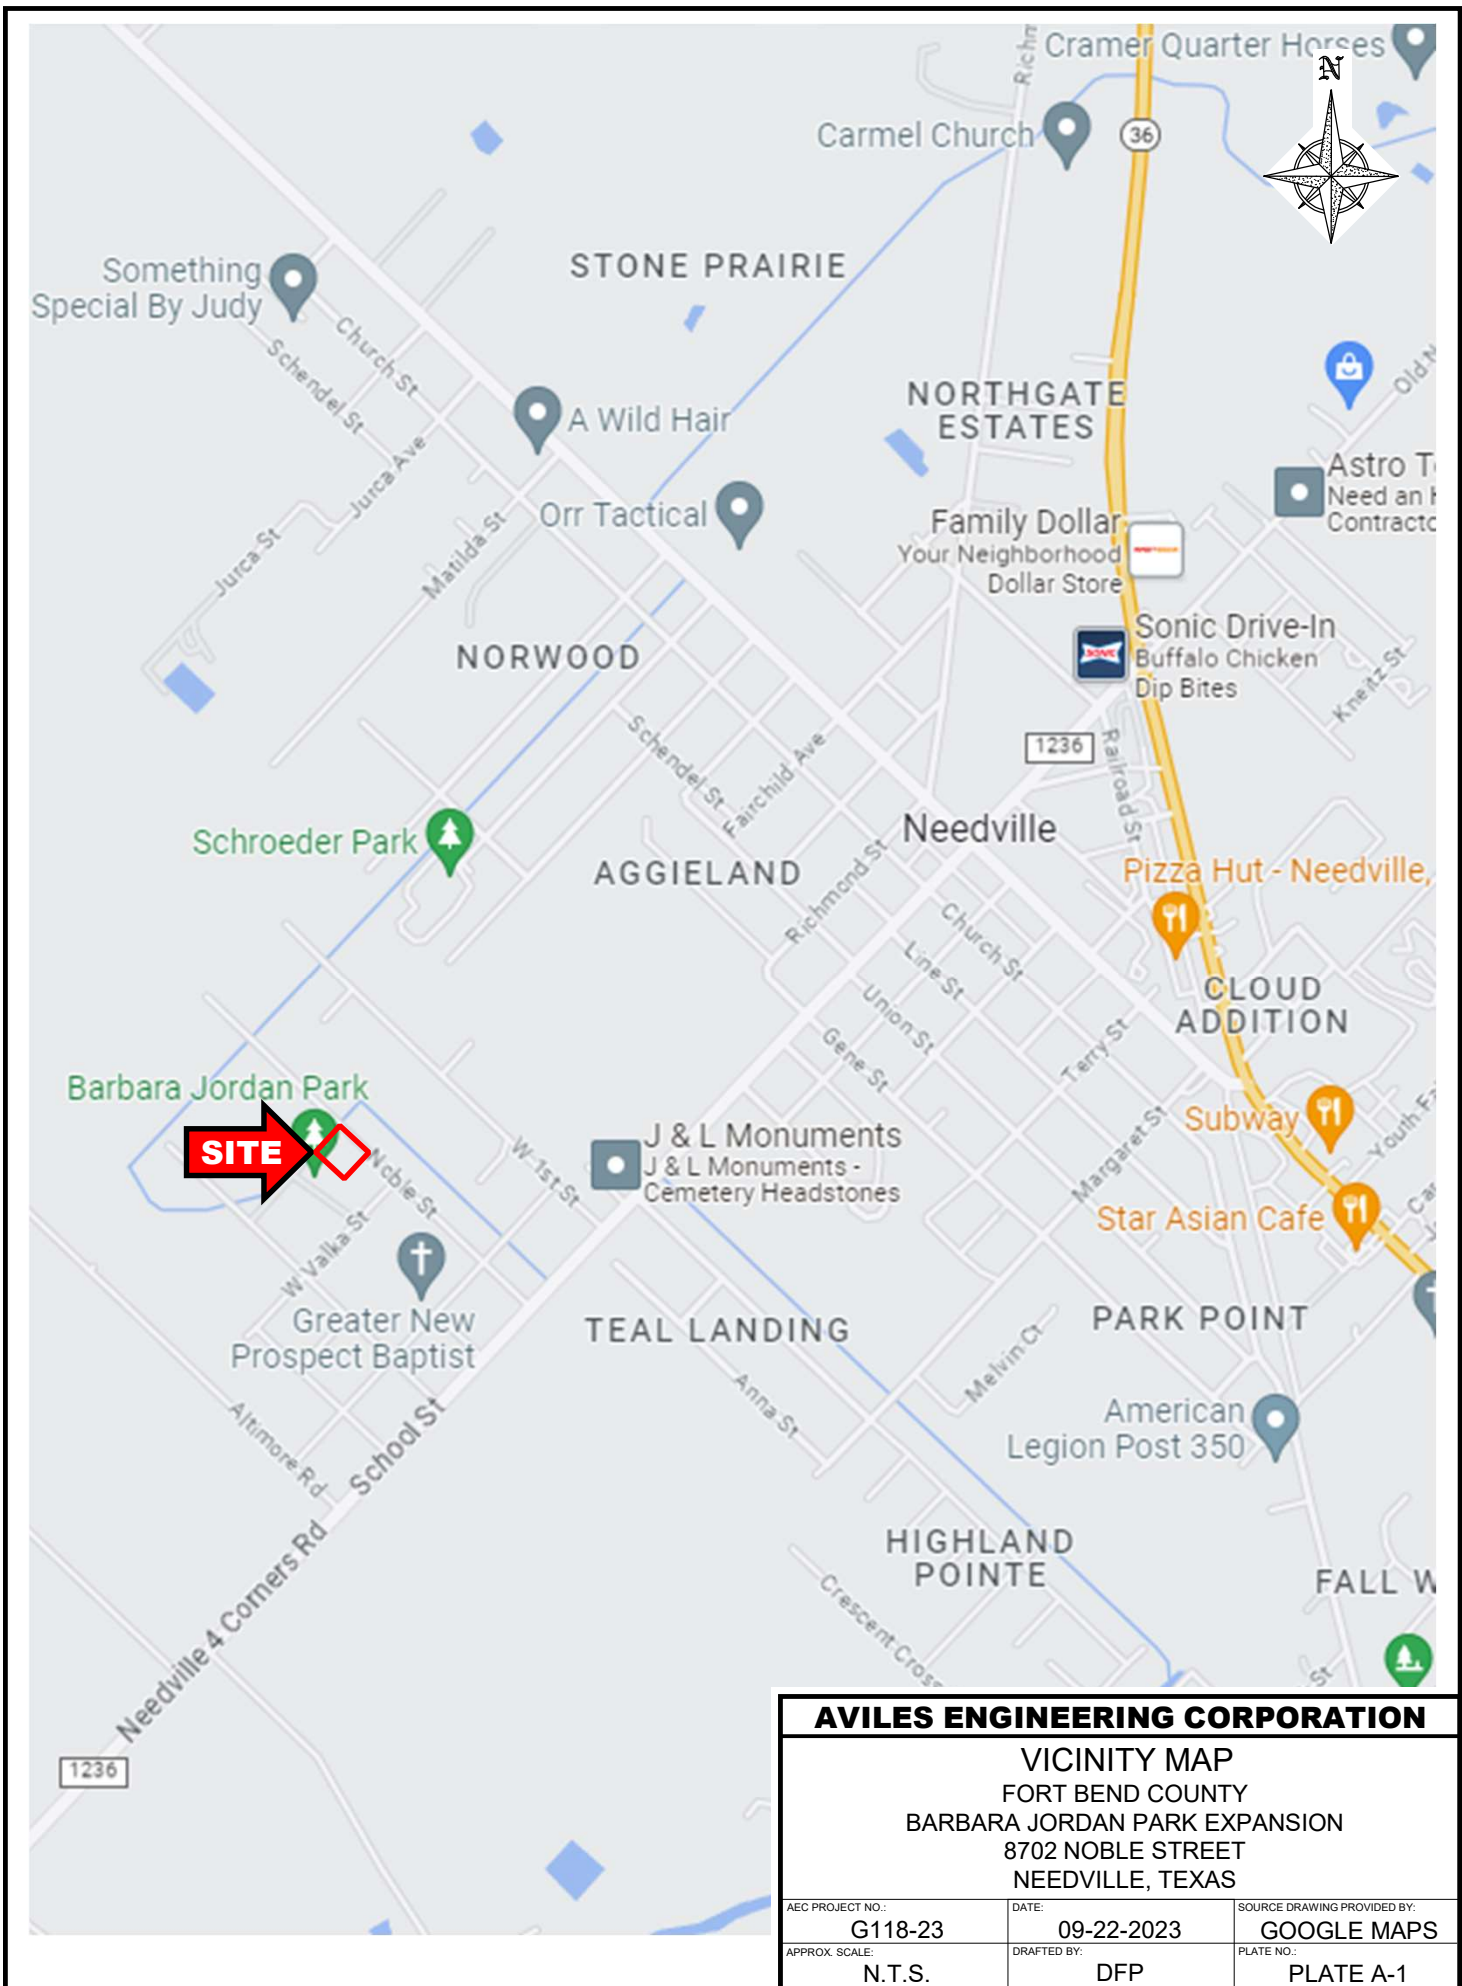 Cramer Quarter Horses
N
Richm
Carmel Church
36
STONE PRAIRIE
Something
Special By Judy
Church St
Schendel St
Old N
NORTHGATE
ESTATES
A Wild Hair
Jurca Ave
Astro T
Need an H
Contracto
Orr Tactical
Family Dollar
Your Neighborhood
Dollar Store
Matilda St
Jurca St
Sonic Drive-In
Buffalo Chicken
Dip Bites
SONIC
NORWOOD
Kneitz St
1236
Railroad St
Schendel St
Fairchild Ave
Needville
Schroeder Park
AGGIELAND
Richmond St
Pizza Hut - Needville,
Church St
Line St
Union St
Gene St
CLOUD
ADDITION
Terry St
Barbara Jordan Park
SITE
Noble St
W 1st St
J & L Monuments
J & L Monuments -
Cemetery Headstones
Subway
Youth Fa
Margaret St
Star Asian Cafe
Car
W Valka St
Greater New
Prospect Baptist
TEAL LANDING
PARK POINT
Melvin Ct
Anna St
American
Legion Post 350
Altimore Rd
School St
HIGHLAND
POINTE
FALL W
Needville 4 Corners Rd
Crescent Cross
St
1236
AVILES ENGINEERING CORPORATION
VICINITY MAP
FORT BEND COUNTY
BARBARA JORDAN PARK EXPANSION
8702 NOBLE STREET
NEEDVILLE, TEXAS
AEC PROJECT NO.:
G118-23
DATE:
09-22-2023
SOURCE DRAWING PROVIDED BY:
GOOGLE MAPS
APPROX. SCALE:
N.T.S.
DRAFTED BY:
DFP
PLATE NO.:
PLATE A-1